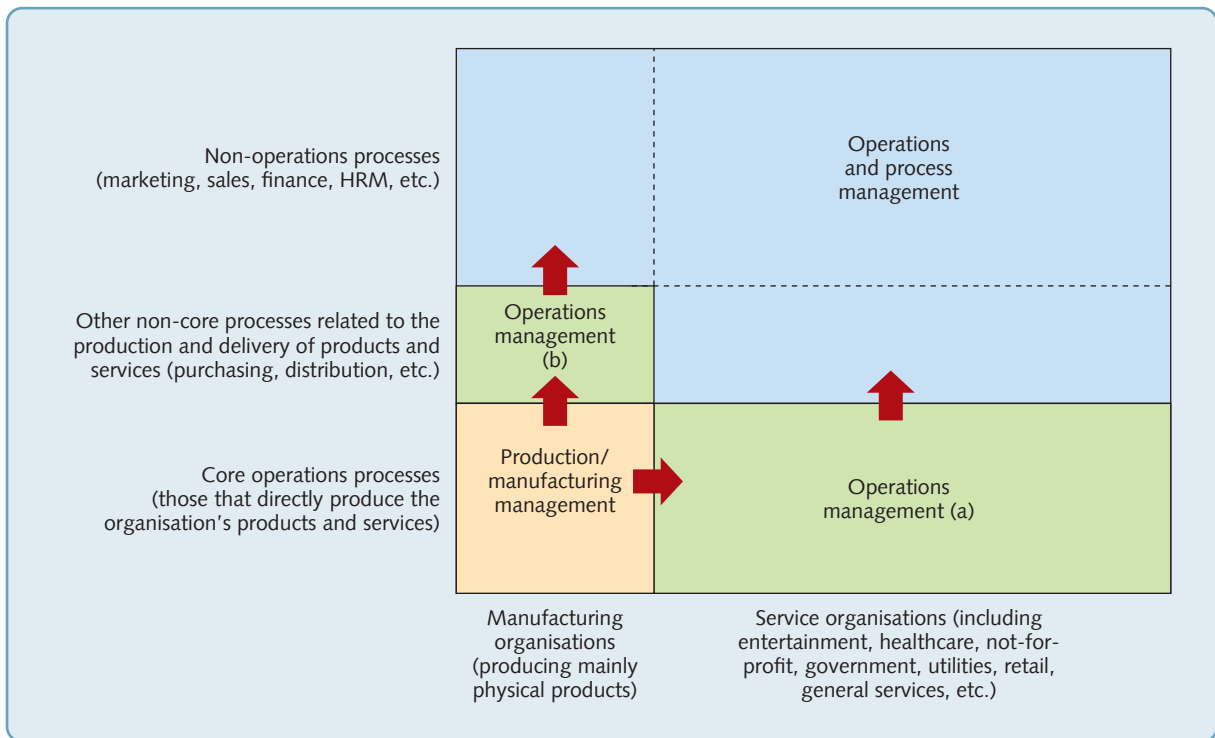 Non-operations processes
(marketing, sales, finance, HRM, etc.)
Operations
and process
management
Other non-core processes related to the
production and delivery of products and
services (purchasing, distribution, etc.)
Operations
management
(b)
Core operations processes
(those that directly produce the
organisation’s products and services)
Production/
manufacturing
management
Operations
management (a)
Manufacturing
organisations
(producing mainly
physical products)
Service organisations (including
entertainment, healthcare, not-for-
profit, government, utilities, retail,
general services, etc.)